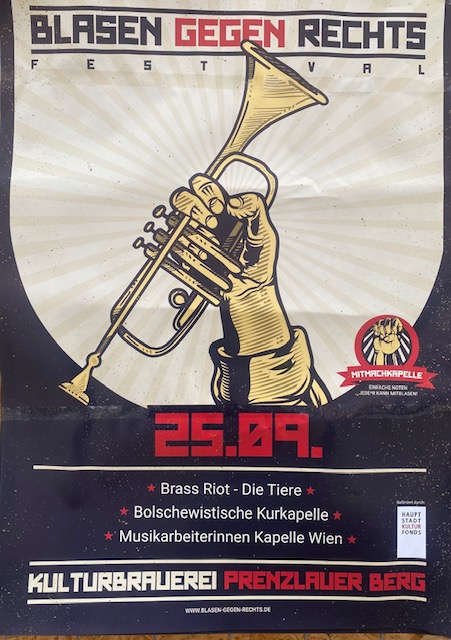 BLASEN GEGEN RECHTS
FESTIVAL
MITMACHKAPELLE
EINFACHE NOTEN
JEDE*R KANN MITBLASEN!
25.09.
★ Brass Riot - Die Tiere ★
★ Bolschewistische Kurkapelle ★
★ Musikarbeiterinnen Kapelle Wien ★
Gefördert durch:
HAUPT
STADT
KULTUR
FONDS
KULTURBRAUEREI PRENZLAUER BERG
WWW.BLASEN-GEGEN-RECHTS.DE